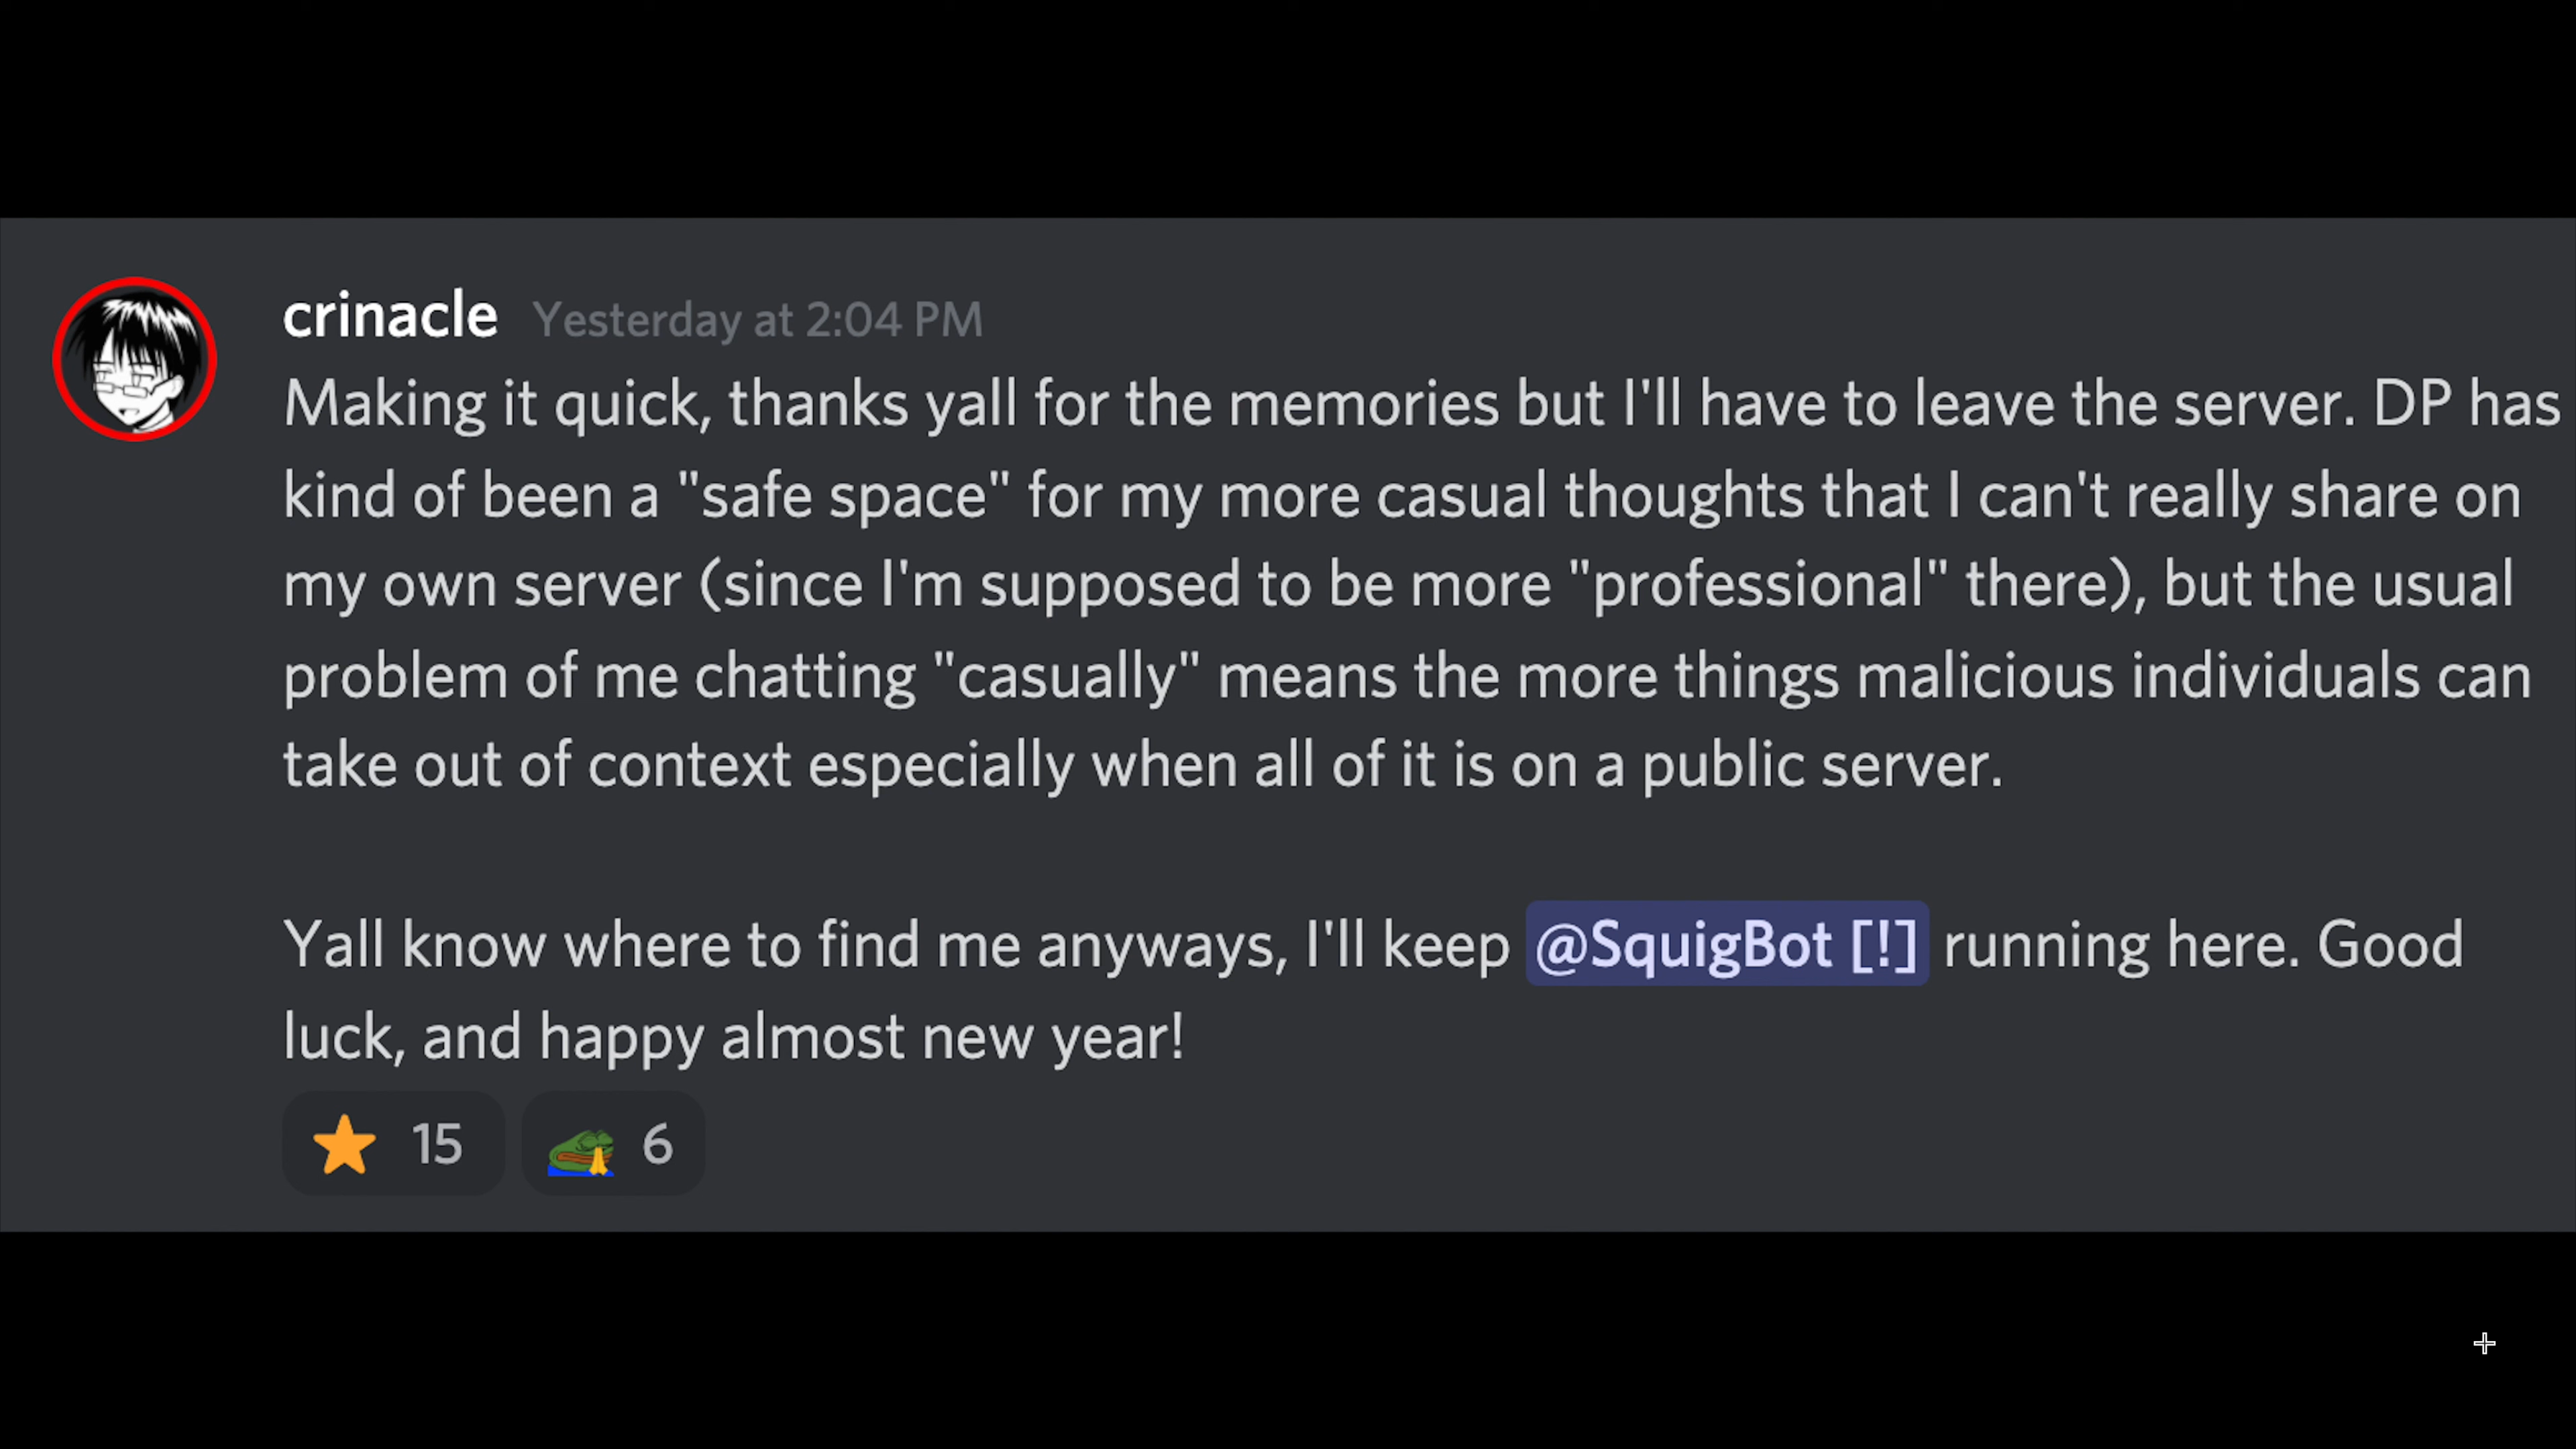 crinacle Yesterday at 2:04 PM
Making it quick, thanks yall for the memories but I'll have to leave the server. DP has
kind of been a "safe space" for my more casual thoughts that I can't really share on
my own server (since I'm supposed to be more "professional" there), but the usual
problem of me chatting "casually" means the more things malicious individuals can
take out of context especially when all of it is on a public server.
Yall know where to find me anyways, I'll keep @SquigBot [!] running here. Good
luck, and happy almost new year!
15 6